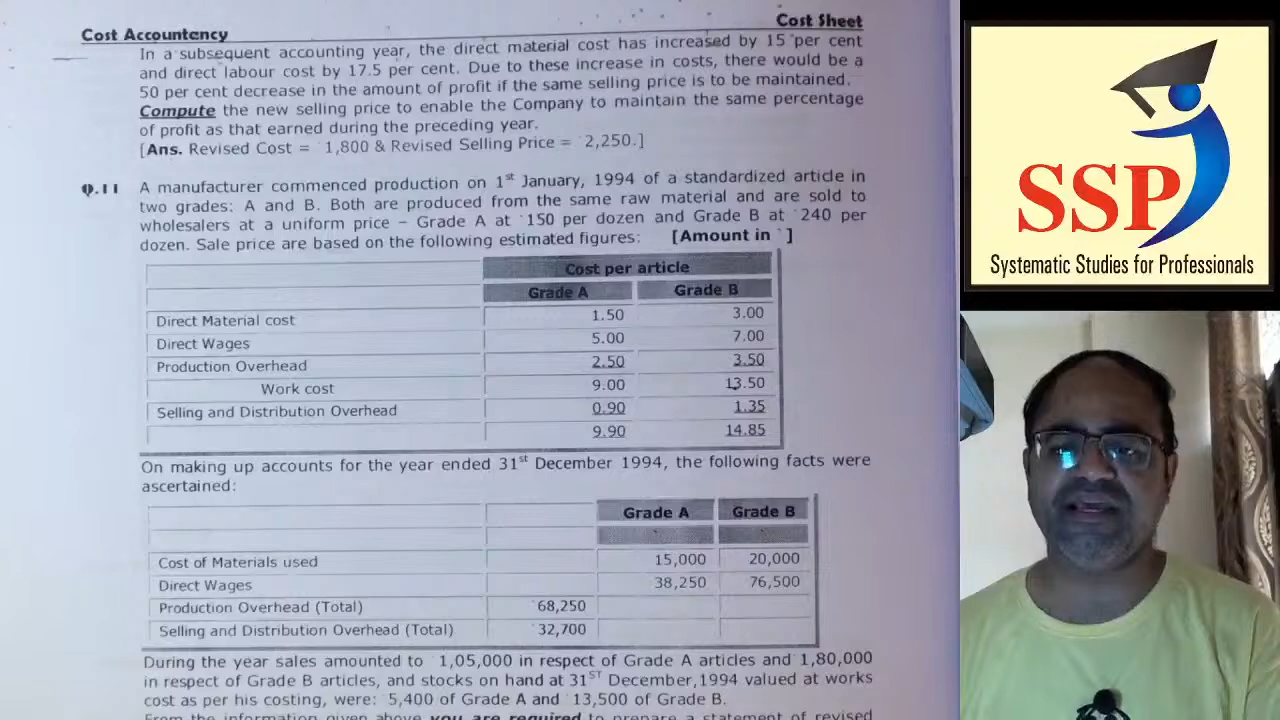 Cost Accountency Cost Sheet
In a subsequent accounting year, the direct material cost has increased by 15 per cent
and direct labour cost by 17.5 per cent. Due to these increase in costs, there would be a
50 per cent decrease in the amount of profit if the same selling price is to be maintained.
Compute the new selling price to enable the Company to maintain the same percentage
of profit as that earned during the preceding year.
[Ans. Revised Cost = ` 1,800 & Revised Selling Price = ` 2,250.]
Q.11 A manufacturer commenced production on 1st January, 1994 of a standardized article in
two grades: A and B. Both are produced from the same raw material and are sold to
wholesalers at a uniform price – Grade A at `150 per dozen and Grade B at `240 per
dozen. Sale price are based on the following estimated figures: [Amount in ` ]
Cost per article
Grade A Grade B
Direct Material cost 1.50 3.00
Direct Wages 5.00 7.00
Production Overhead 2.50 3.50
Work cost 9.00 13.50
Selling and Distribution Overhead 0.90 1.35
9.90 14.85
On making up accounts for the year ended 31st December 1994, the following facts were
ascertained:
Grade A Grade B
Cost of Materials used 15,000 20,000
Direct Wages 38,250 76,500
Production Overhead (Total) `68,250
Selling and Distribution Overhead (Total) `32,700
During the year sales amounted to ` 1,05,000 in respect of Grade A articles and ` 1,80,000
in respect of Grade B articles, and stocks on hand at 31ST December,1994 valued at works
cost as per his costing, were: ` 5,400 of Grade A and ` 13,500 of Grade B.
From the information given above you are required to prepare a statement of revised
SSP
Systematic Studies for Professionals